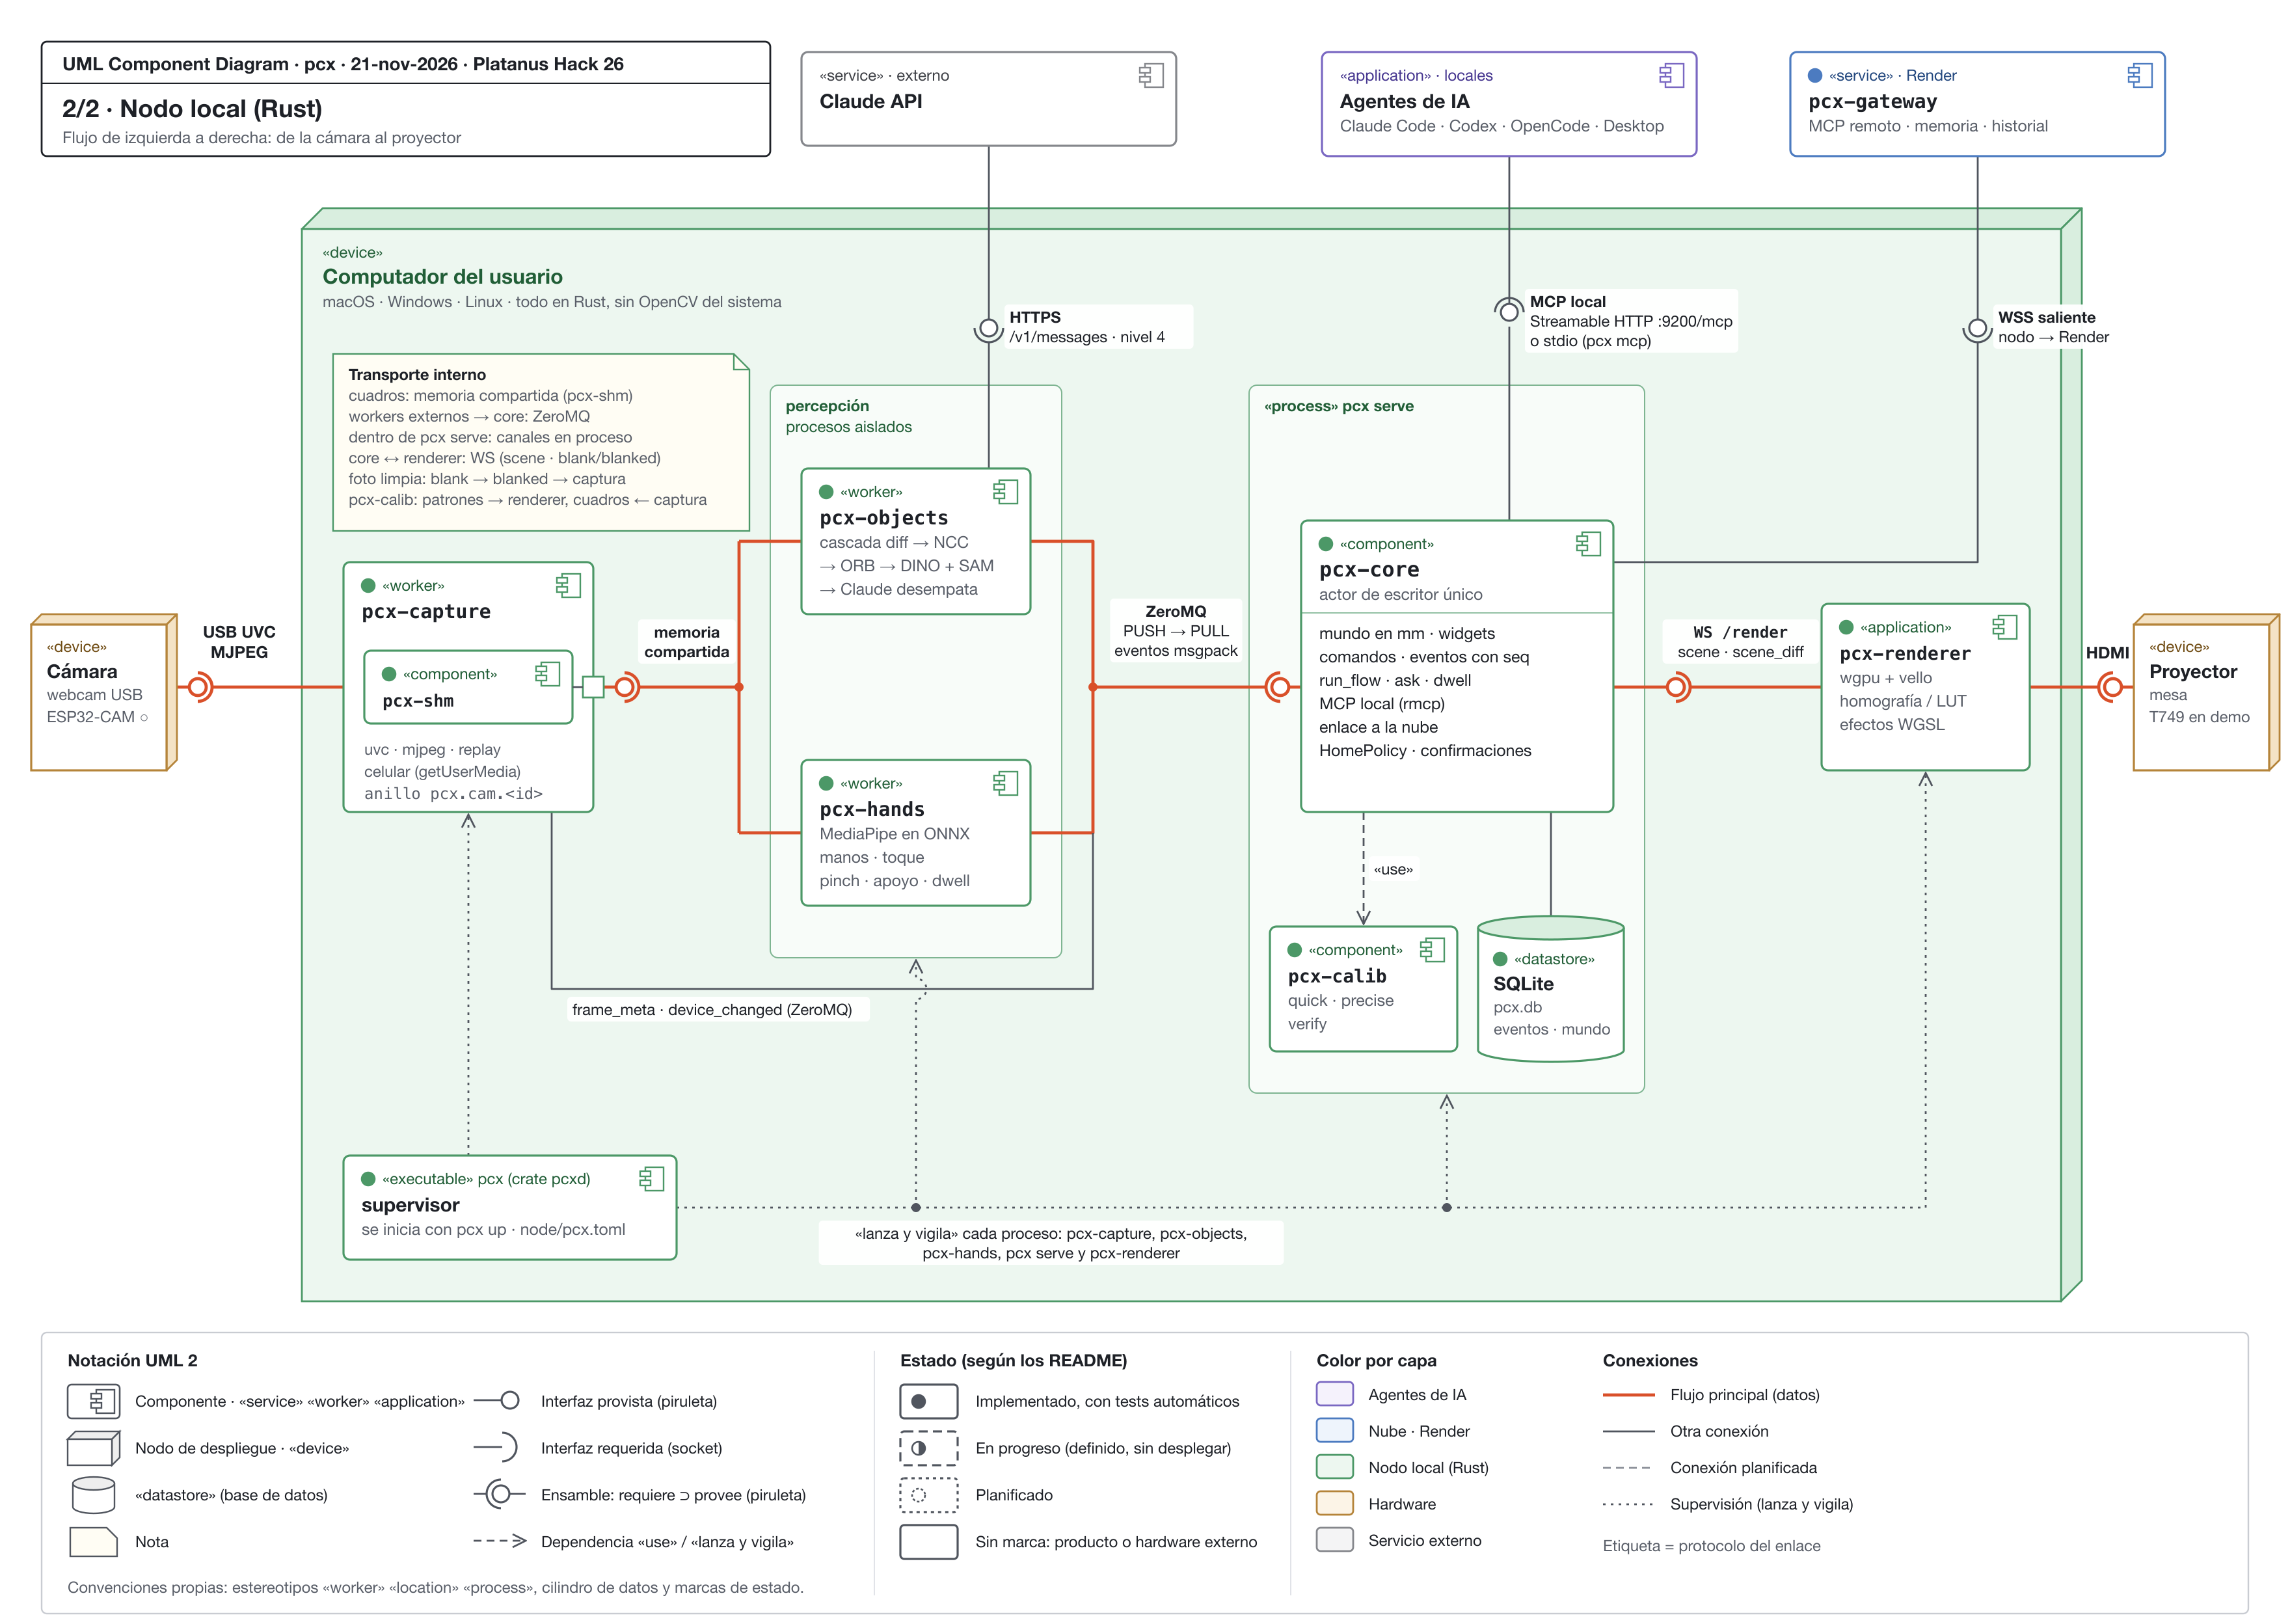 UML Component Diagram · pcx · 21-nov-2026 · Platanus Hack 26
2/2 · Nodo local (Rust)
Flujo de izquierda a derecha: de la cámara al proyector
«service» · externo
Claude API
«application» · locales
Agentes de IA
Claude Code · Codex · OpenCode · Desktop
«service» · Render
pcx-gateway
MCP remoto · memoria · historial
«device»
Computador del usuario
macOS · Windows · Linux · todo en Rust, sin OpenCV del sistema
HTTPS
/v1/messages · nivel 4
MCP local
Streamable HTTP :9200/mcp
o stdio (pcx mcp)
WSS saliente
nodo → Render
Transporte interno
cuadros: memoria compartida (pcx-shm)
workers externos → core: ZeroMQ
dentro de pcx serve: canales en proceso
core ↔ renderer: WS (scene · blank/blanked)
foto limpia: blank → blanked → captura
pcx-calib: patrones → renderer, cuadros ← captura
percepción
procesos aislados
«worker»
pcx-objects
cascada diff → NCC
→ ORB → DINO + SAM
→ Claude desempata
«process» pcx serve
«component»
pcx-core
actor de escritor único
mundo en mm · widgets
comandos · eventos con seq
run_flow · ask · dwell
MCP local (rmcp)
enlace a la nube
HomePolicy · confirmaciones
«device»
Cámara
webcam USB
ESP32-CAM ○
USB UVC
MJPEG
«worker»
pcx-capture
«component»
pcx-shm
uvc · mjpeg · replay
celular (getUserMedia)
anillo pcx.cam.<id>
memoria
compartida
«worker»
pcx-hands
MediaPipe en ONNX
manos · toque
pinch · apoyo · dwell
ZeroMQ
PUSH → PULL
eventos msgpack
WS /render
scene · scene_diff
«application»
pcx-renderer
wgpu + vello
homografía / LUT
efectos WGSL
HDMI
«device»
Proyector
mesa
T749 en demo
«use»
«component»
pcx-calib
quick · precise
verify
«datastore»
SQLite
pcx.db
eventos · mundo
frame_meta · device_changed (ZeroMQ)
«executable» pcx (crate pcxd)
supervisor
se inicia con pcx up · node/pcx.toml
«lanza y vigila» cada proceso: pcx-capture, pcx-objects,
pcx-hands, pcx serve y pcx-renderer
Notación UML 2
Componente · «service» «worker» «application»
Nodo de despliegue · «device»
«datastore» (base de datos)
Nota
Interfaz provista (piruleta)
Interfaz requerida (socket)
Ensamble: requiere ⊃ provee (piruleta)
Dependencia «use» / «lanza y vigila»
Convenciones propias: estereotipos «worker» «location» «process», cilindro de datos y marcas de estado.
Estado (según los README)
Implementado, con tests automáticos
En progreso (definido, sin desplegar)
Planificado
Sin marca: producto o hardware externo
Color por capa
Agentes de IA
Nube · Render
Nodo local (Rust)
Hardware
Servicio externo
Conexiones
Flujo principal (datos)
Otra conexión
Conexión planificada
Supervisión (lanza y vigila)
Etiqueta = protocolo del enlace